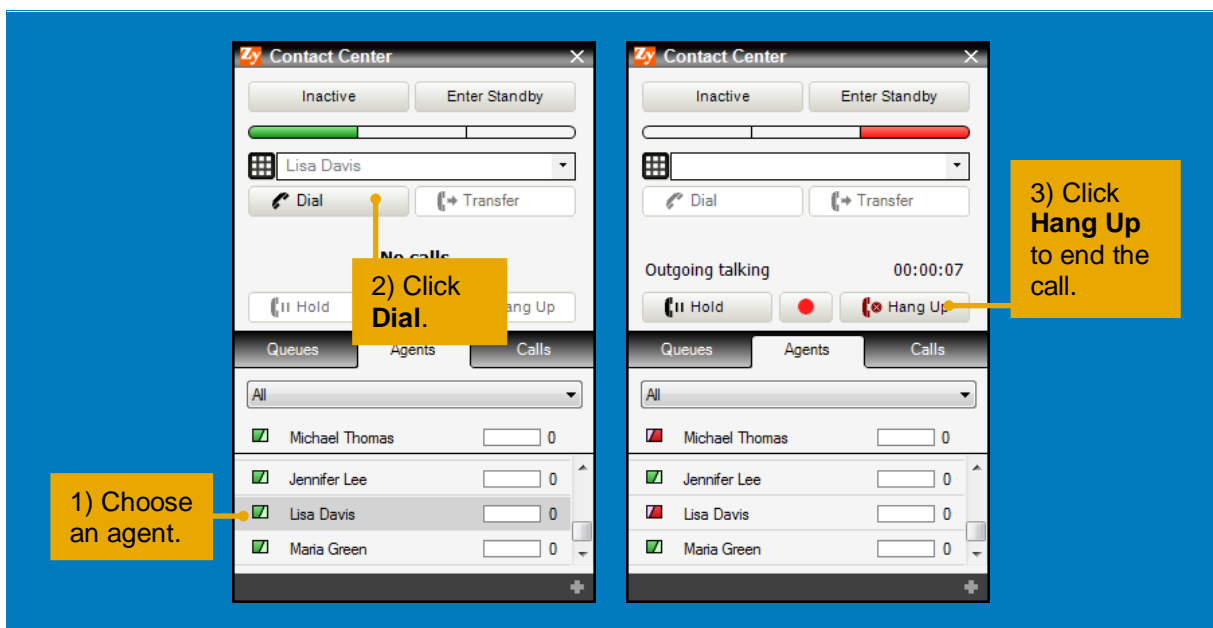 Zy Contact Center
Inactive Enter Standby
Lisa Davis
Dial Transfer
No calls
Hold ang Up
Queues Agents Calls
All
Michael Thomas 0
Jennifer Lee 0
Lisa Davis 0
Maria Green 0
1) Choose
an agent.
2) Click
Dial.
Zy Contact Center
Inactive Enter Standby
Dial Transfer
Outgoing talking 00:00:07
Hold Hang Up
Queues Agents Calls
All
Michael Thomas 0
Jennifer Lee 0
Lisa Davis 0
Maria Green 0
3) Click
Hang Up
to end the
call.